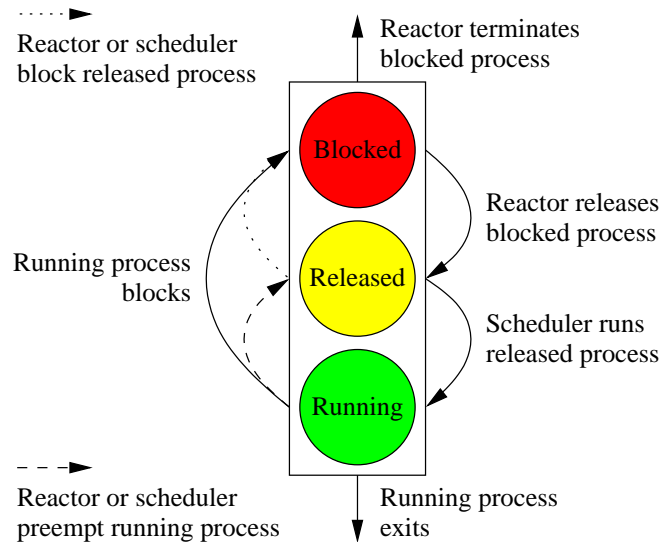 Reactor or scheduler
block released process
Reactor terminates
blocked process
Blocked
Reactor releases
blocked process
Running process
blocks
Released
Scheduler runs
released process
Running
Reactor or scheduler
preempt running process
Running process
exits